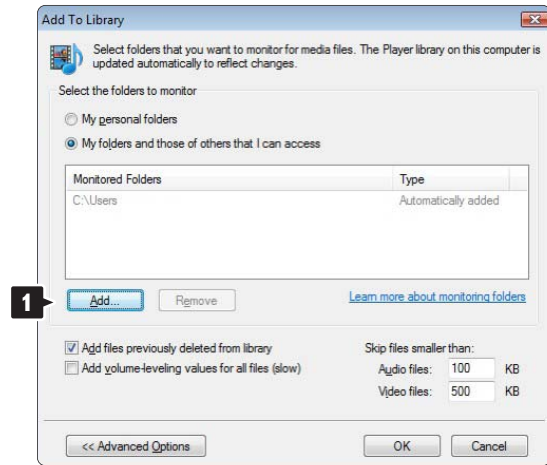 Add To Library
Select folders that you want to monitor for media files. The Player library on this computer is
updated automatically to reflect changes.
Select the folders to monitor
My personal folders
My folders and those of others that I can access
Monitored Folders Type
C:\Users Automatically added
1 Add... Remove Learn more about monitoring folders
Add files previously deleted from library Skip files smaller than:
Add volume-leveling values for all files (slow) Audio files: 100 KB
Video files: 500 KB
<< Advanced Options OK Cancel